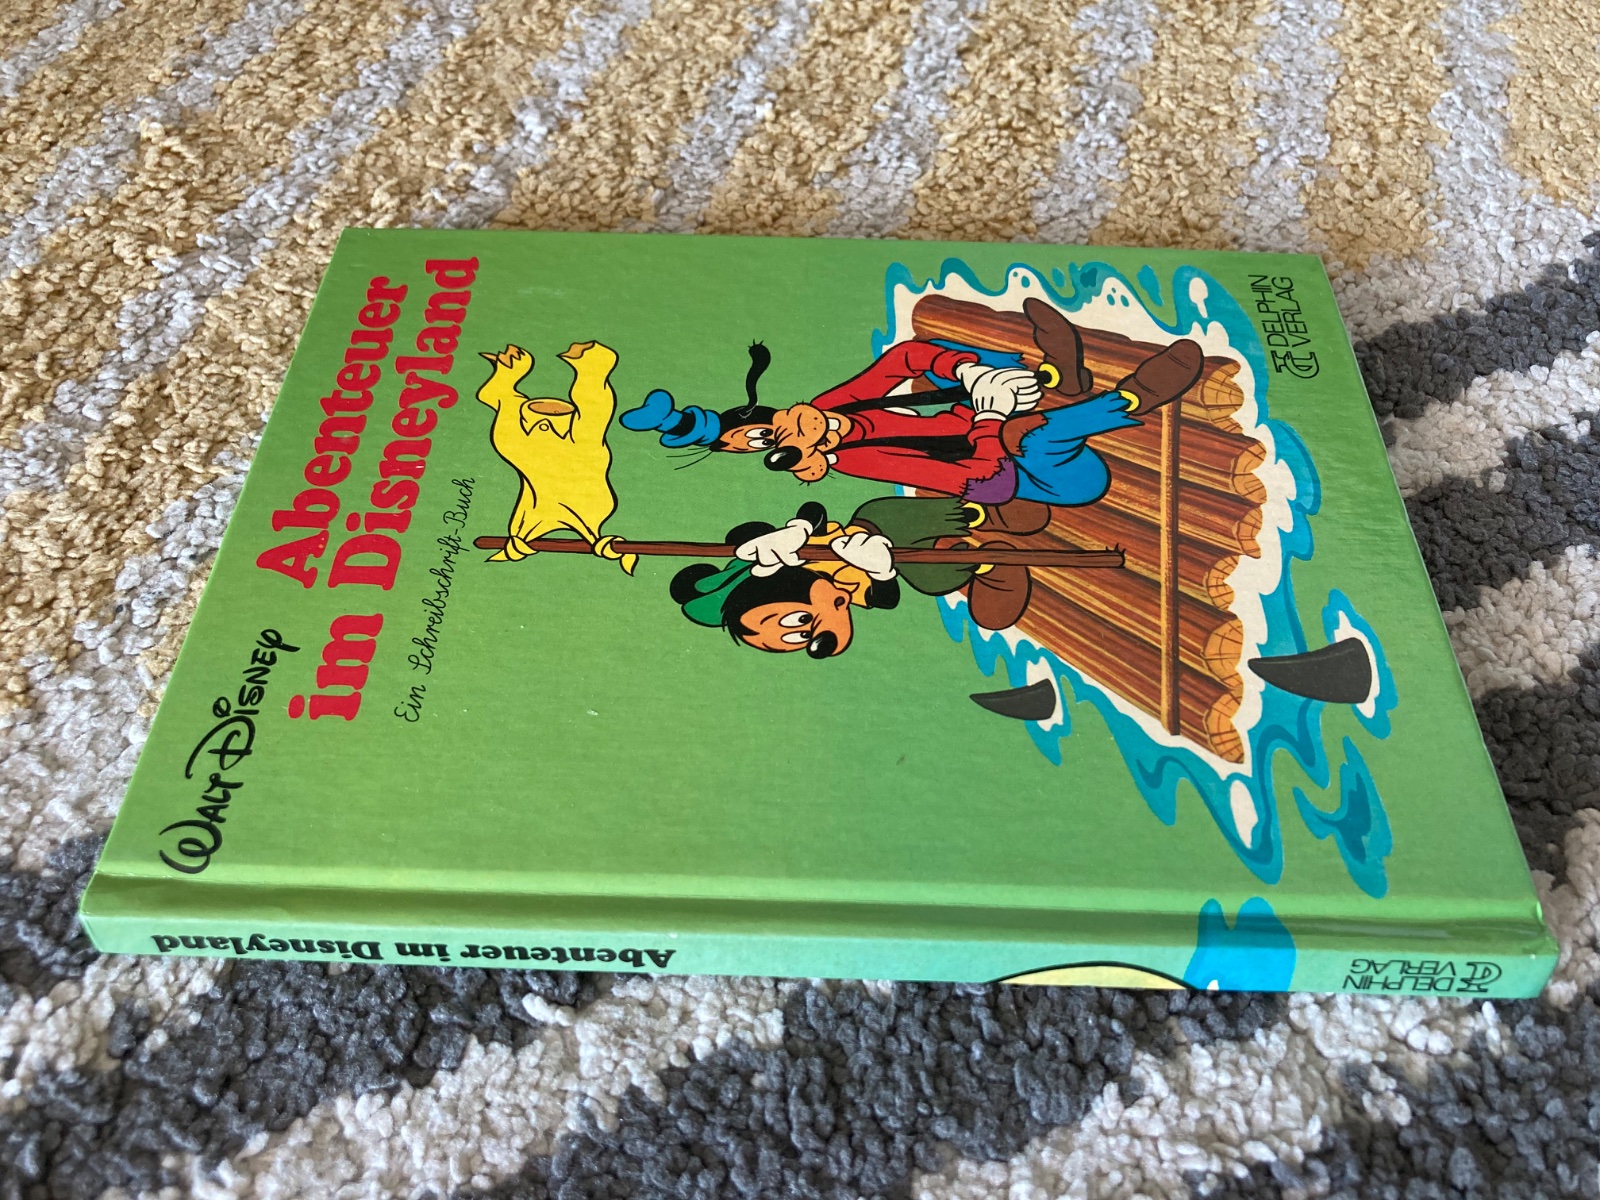 WALT DISNEY
Abenteuer
im Disneyland
Ein Schreibschrift-Buch
DELPHIN
VERLAG
Abenteuer im Disneyland
DELPHIN
VERLAG